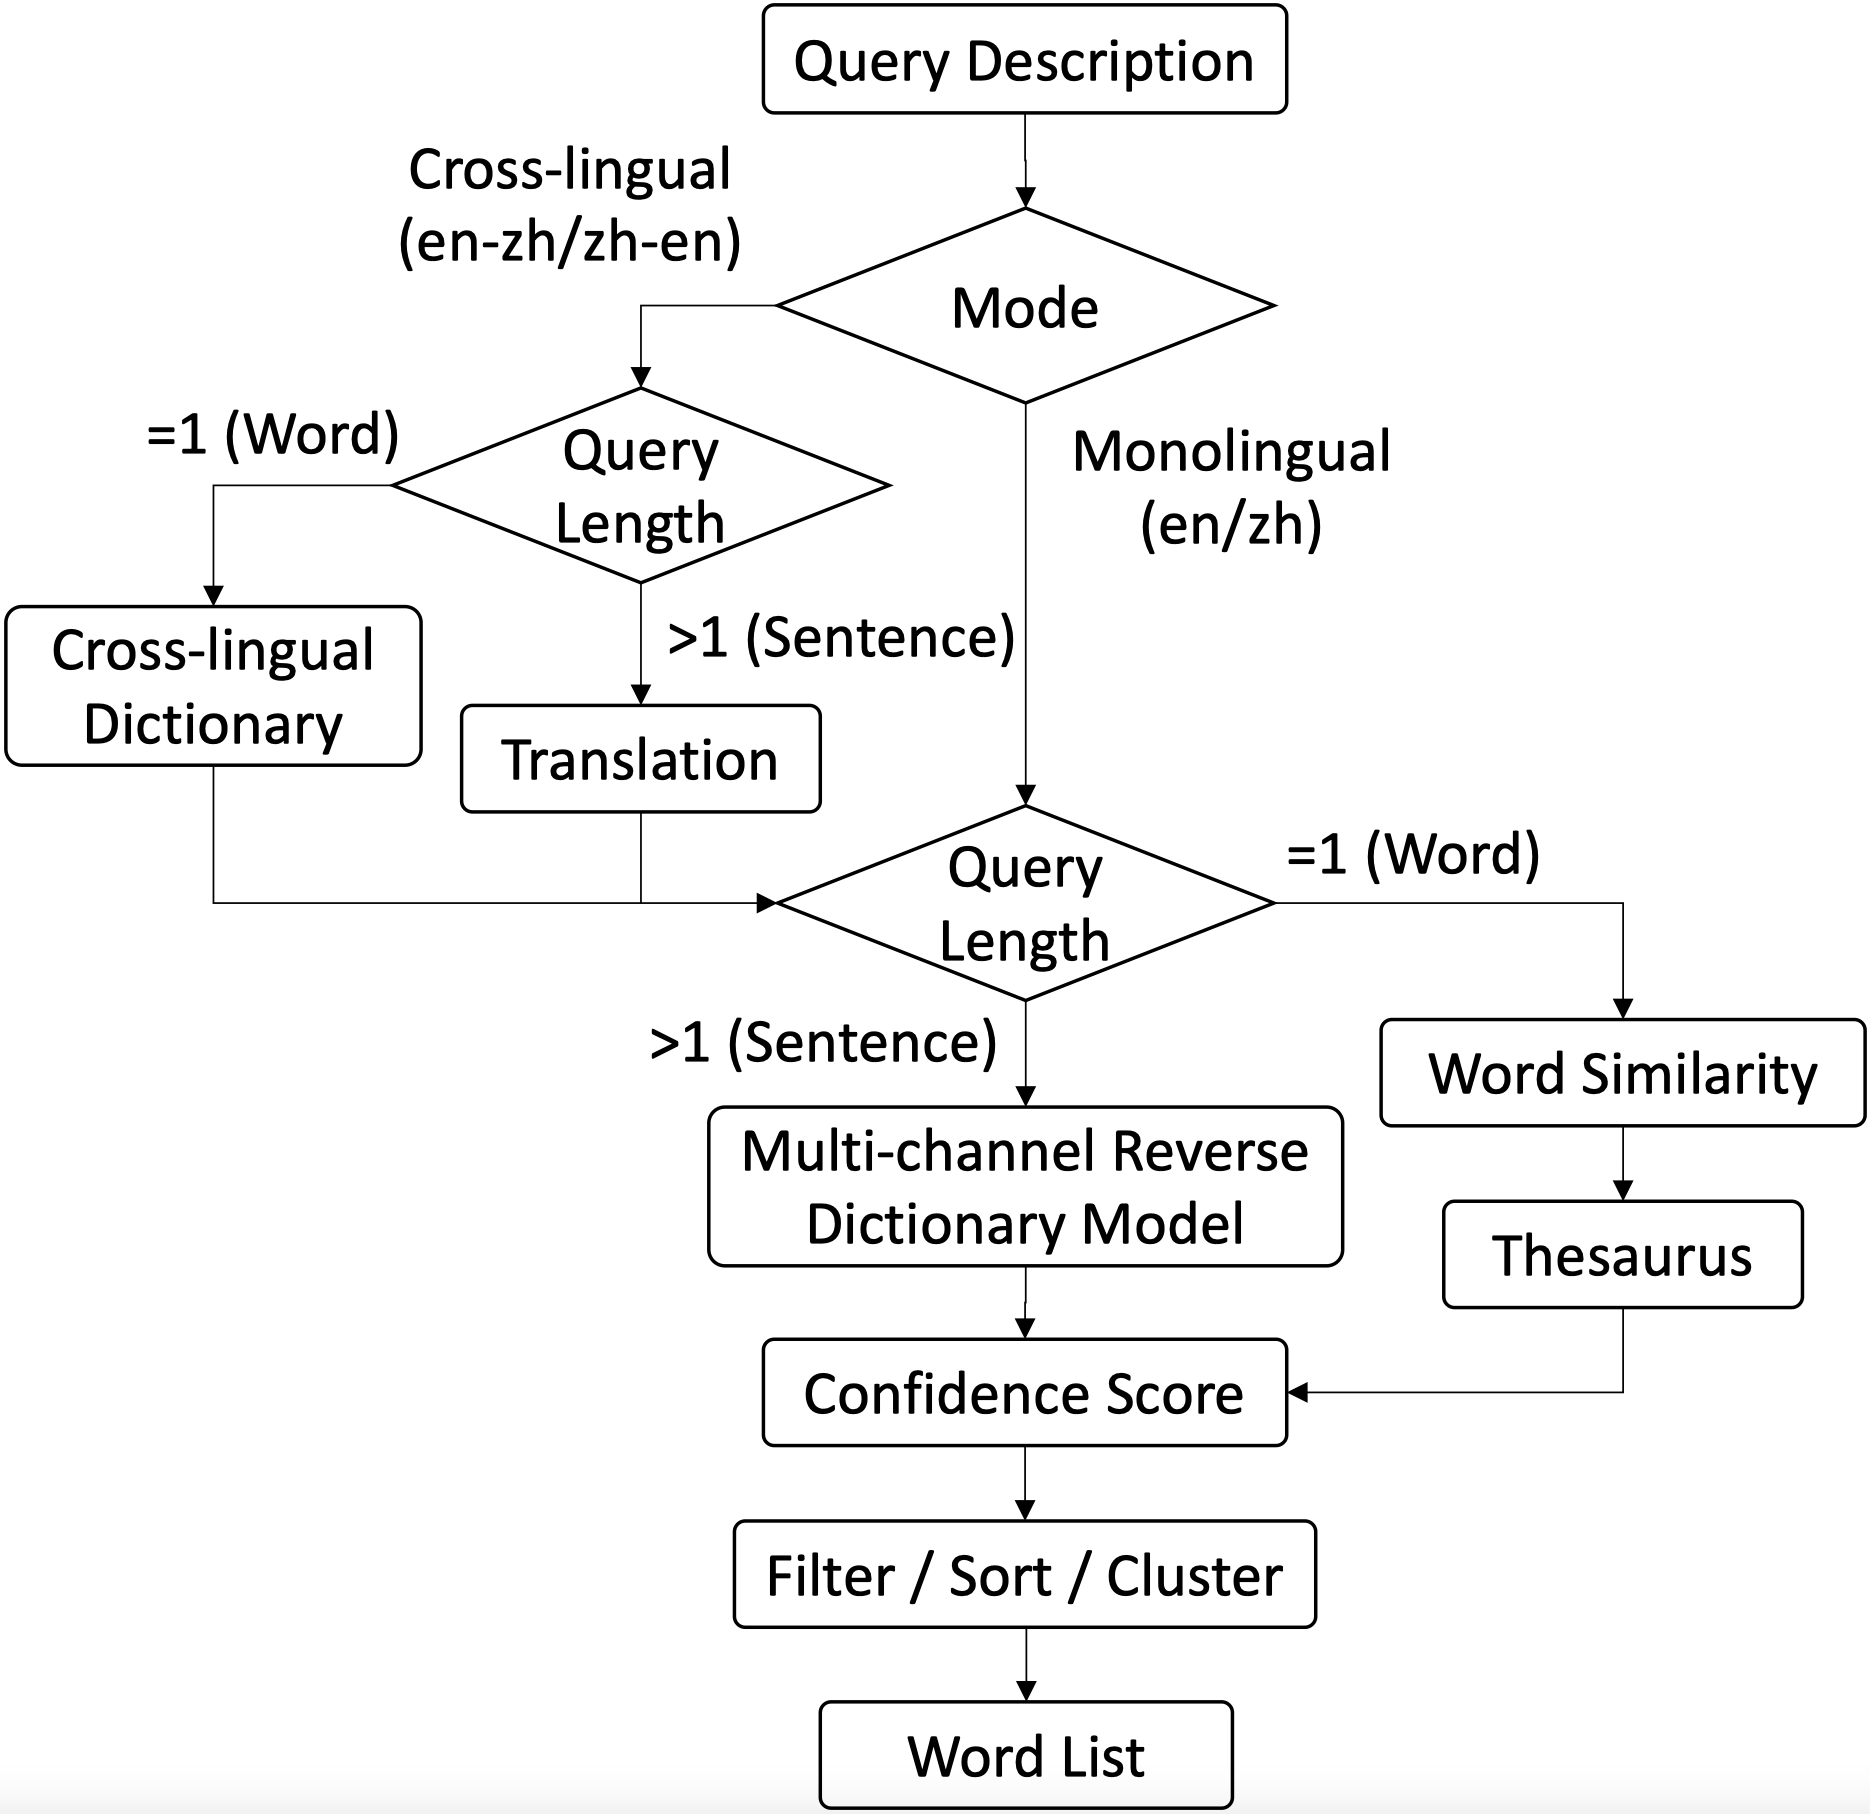 Query Description
Cross-lingual
(en-zh/zh-en)
Mode
=1 (Word)
Query
Length
Monolingual
(en/zh)
>1 (Sentence)
Cross-lingual
Dictionary
Translation
Query
Length
=1 (Word)
>1 (Sentence)
Word Similarity
Multi-channel Reverse
Dictionary Model
Thesaurus
Confidence Score
Filter / Sort / Cluster
Word List